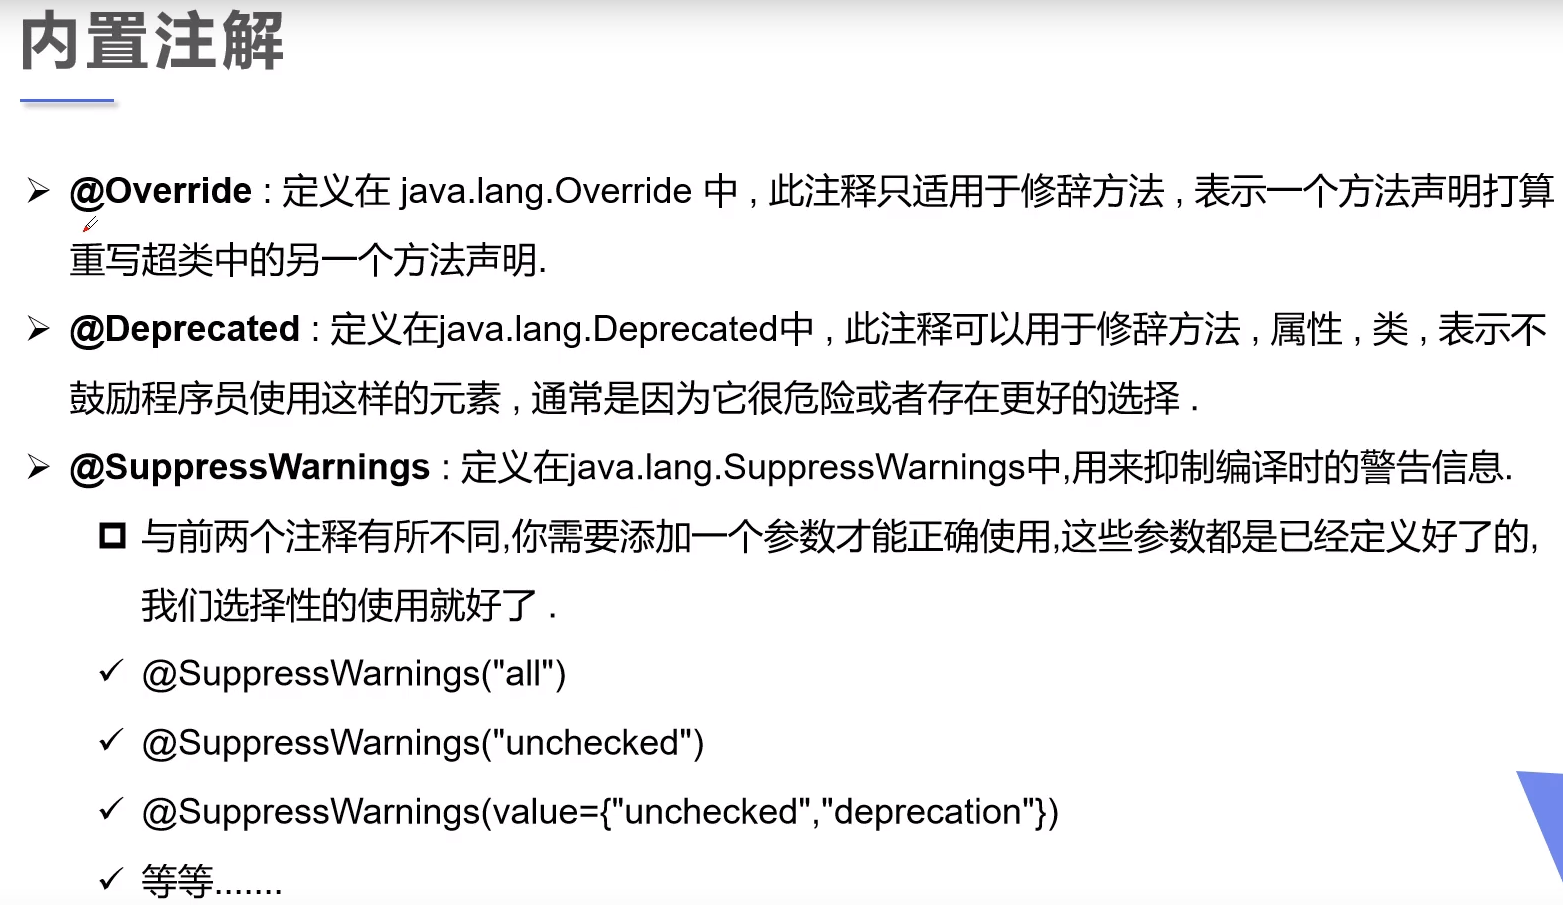 内置注解
@Override : 定义在 java.lang.Override 中 , 此注释只适用于修辞方法 , 表示一个方法声明打算
重写超类中的另一个方法声明.
@Deprecated : 定义在java.lang.Deprecated中 , 此注释可以用于修辞方法 , 属性 , 类 , 表示不
鼓励程序员使用这样的元素 , 通常是因为它很危险或者存在更好的选择 .
@SuppressWarnings : 定义在java.lang.SuppressWarnings中,用来抑制编译时的警告信息.
与前两个注释有所不同,你需要添加一个参数才能正确使用,这些参数都是已经定义好了的,
我们选择性的使用就好了 .
@SuppressWarnings("all")
@SuppressWarnings("unchecked")
@SuppressWarnings(value={"unchecked","deprecation"})
等等.......